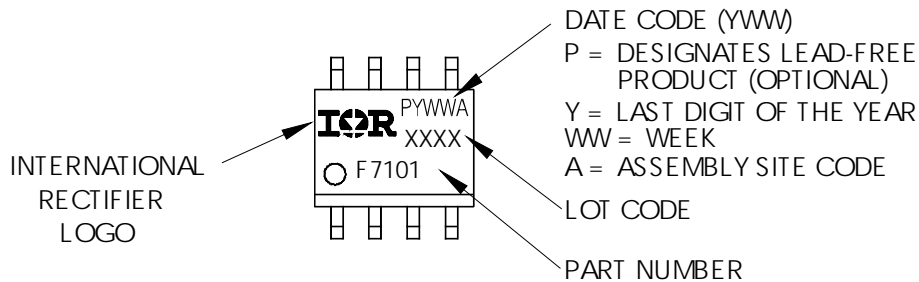 DATE CODE (YWW)
P = DESIGNATES LEAD-FREE
PRODUCT (OPTIONAL)
Y = LAST DIGIT OF THE YEAR
WW = WEEK
A = ASSEMBLY SITE CODE
LOT CODE
PART NUMBER
INTERNATIONAL
RECTIFIER
LOGO
IOR
PYWWA
XXXX
F7101